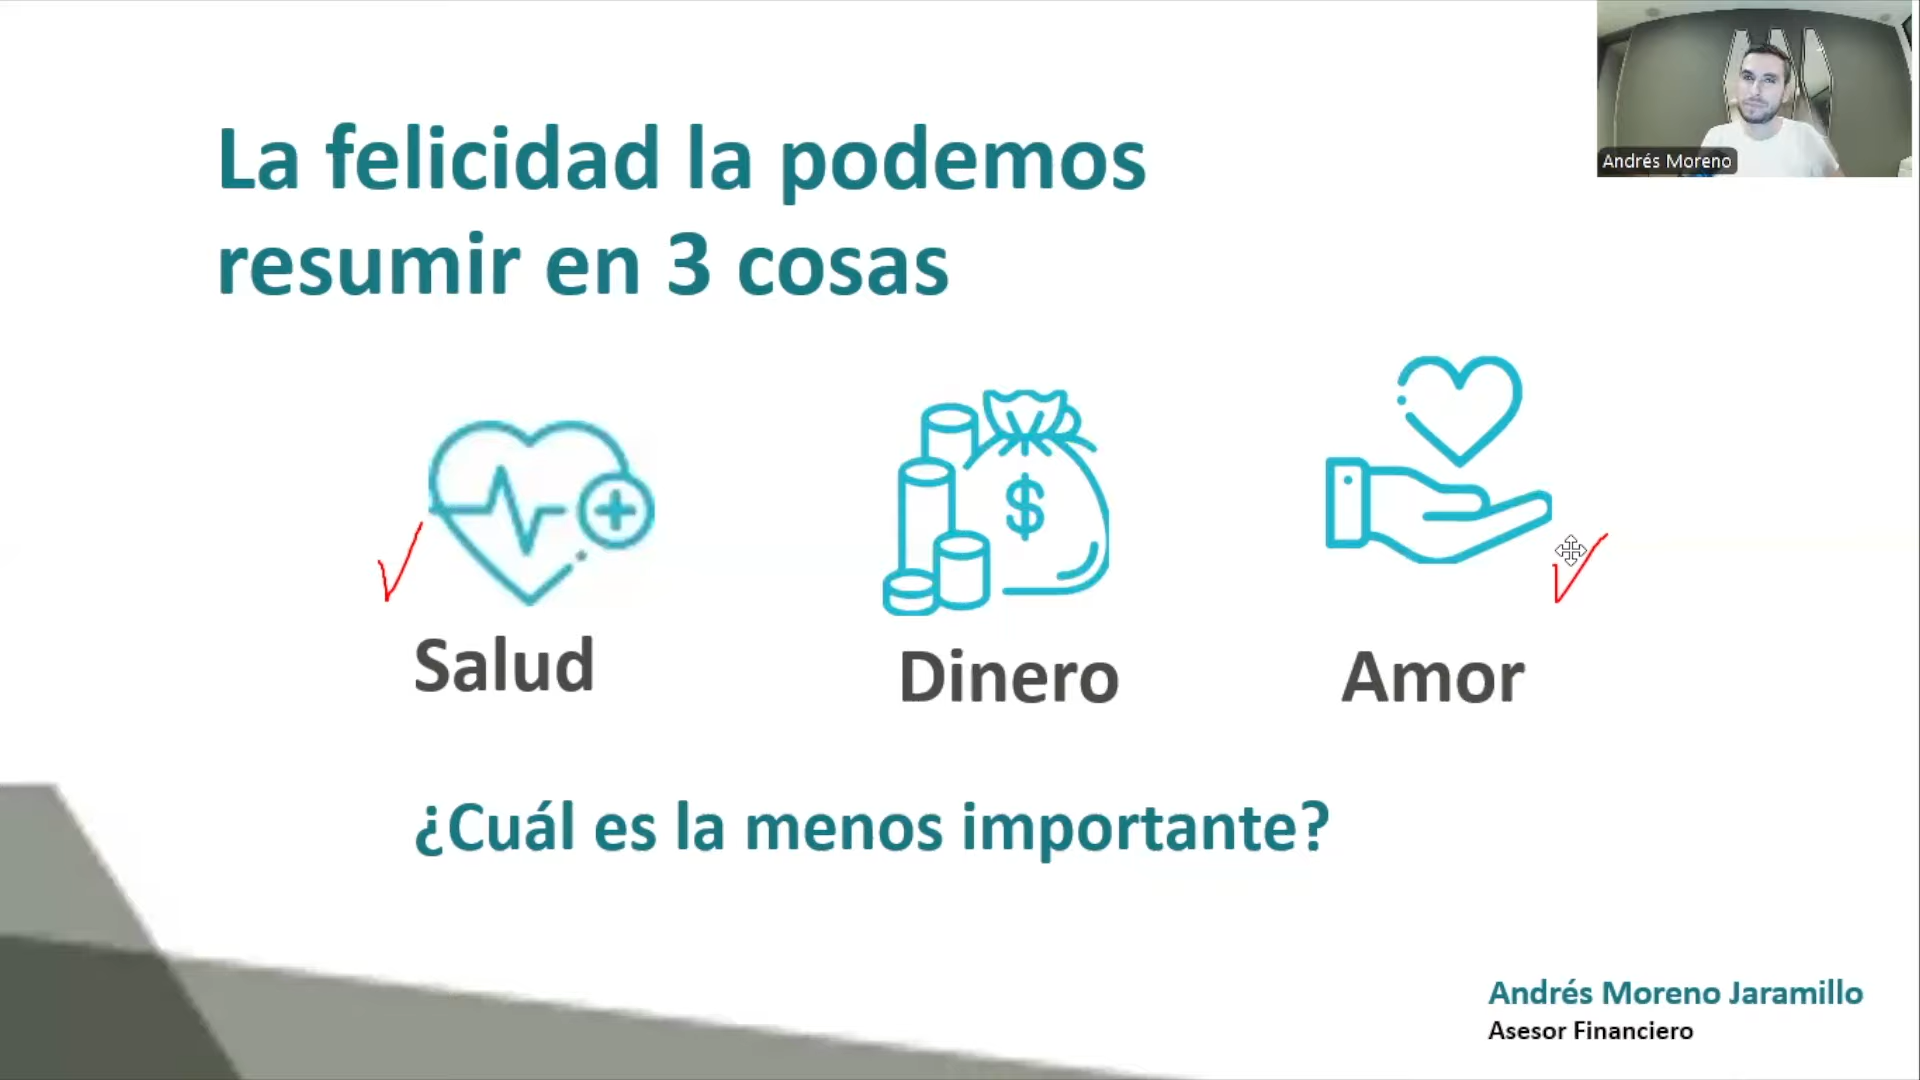 La felicidad la podemos
resumir en 3 cosas
Andrés Moreno
$
Salud
Dinero
Amor
¿Cuál es la menos importante?
Andrés Moreno Jaramillo
Asesor Financiero